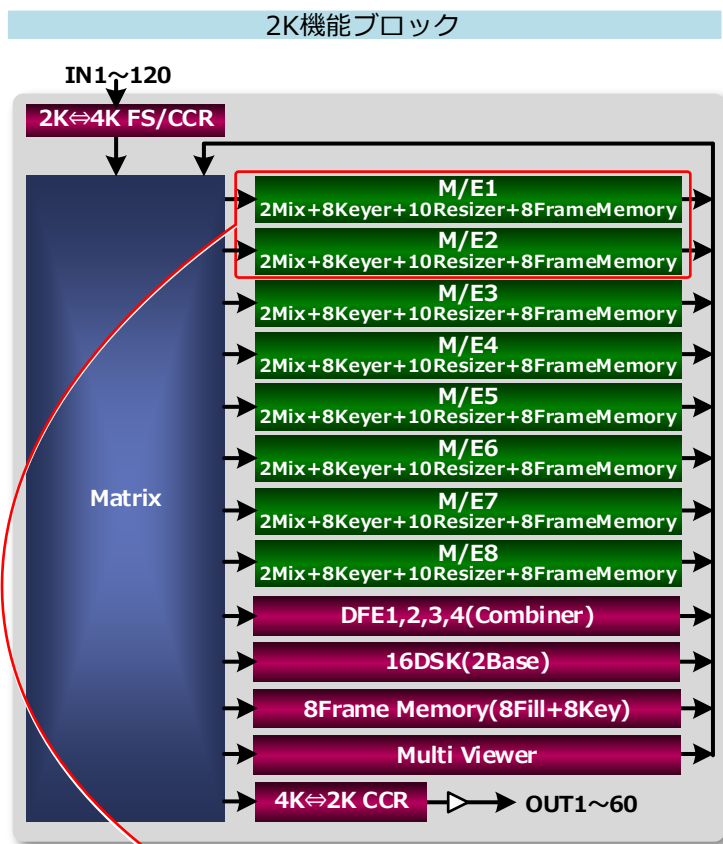 2K機能ブロック
IN1～120
2K⇔4K FS/CCR
M/E1
2Mix+8Keyer+10Resizer+8FrameMemory
M/E2
2Mix+8Keyer+10Resizer+8FrameMemory
M/E3
2Mix+8Keyer+10Resizer+8FrameMemory
M/E4
2Mix+8Keyer+10Resizer+8FrameMemory
M/E5
2Mix+8Keyer+10Resizer+8FrameMemory
M/E6
2Mix+8Keyer+10Resizer+8FrameMemory
Matrix
M/E7
2Mix+8Keyer+10Resizer+8FrameMemory
M/E8
2Mix+8Keyer+10Resizer+8FrameMemory
DFE1,2,3,4(Combiner)
16DSK(2Base)
8Frame Memory(8Fill+8Key)
Multi Viewer
4K⇔2K CCR
OUT1～60